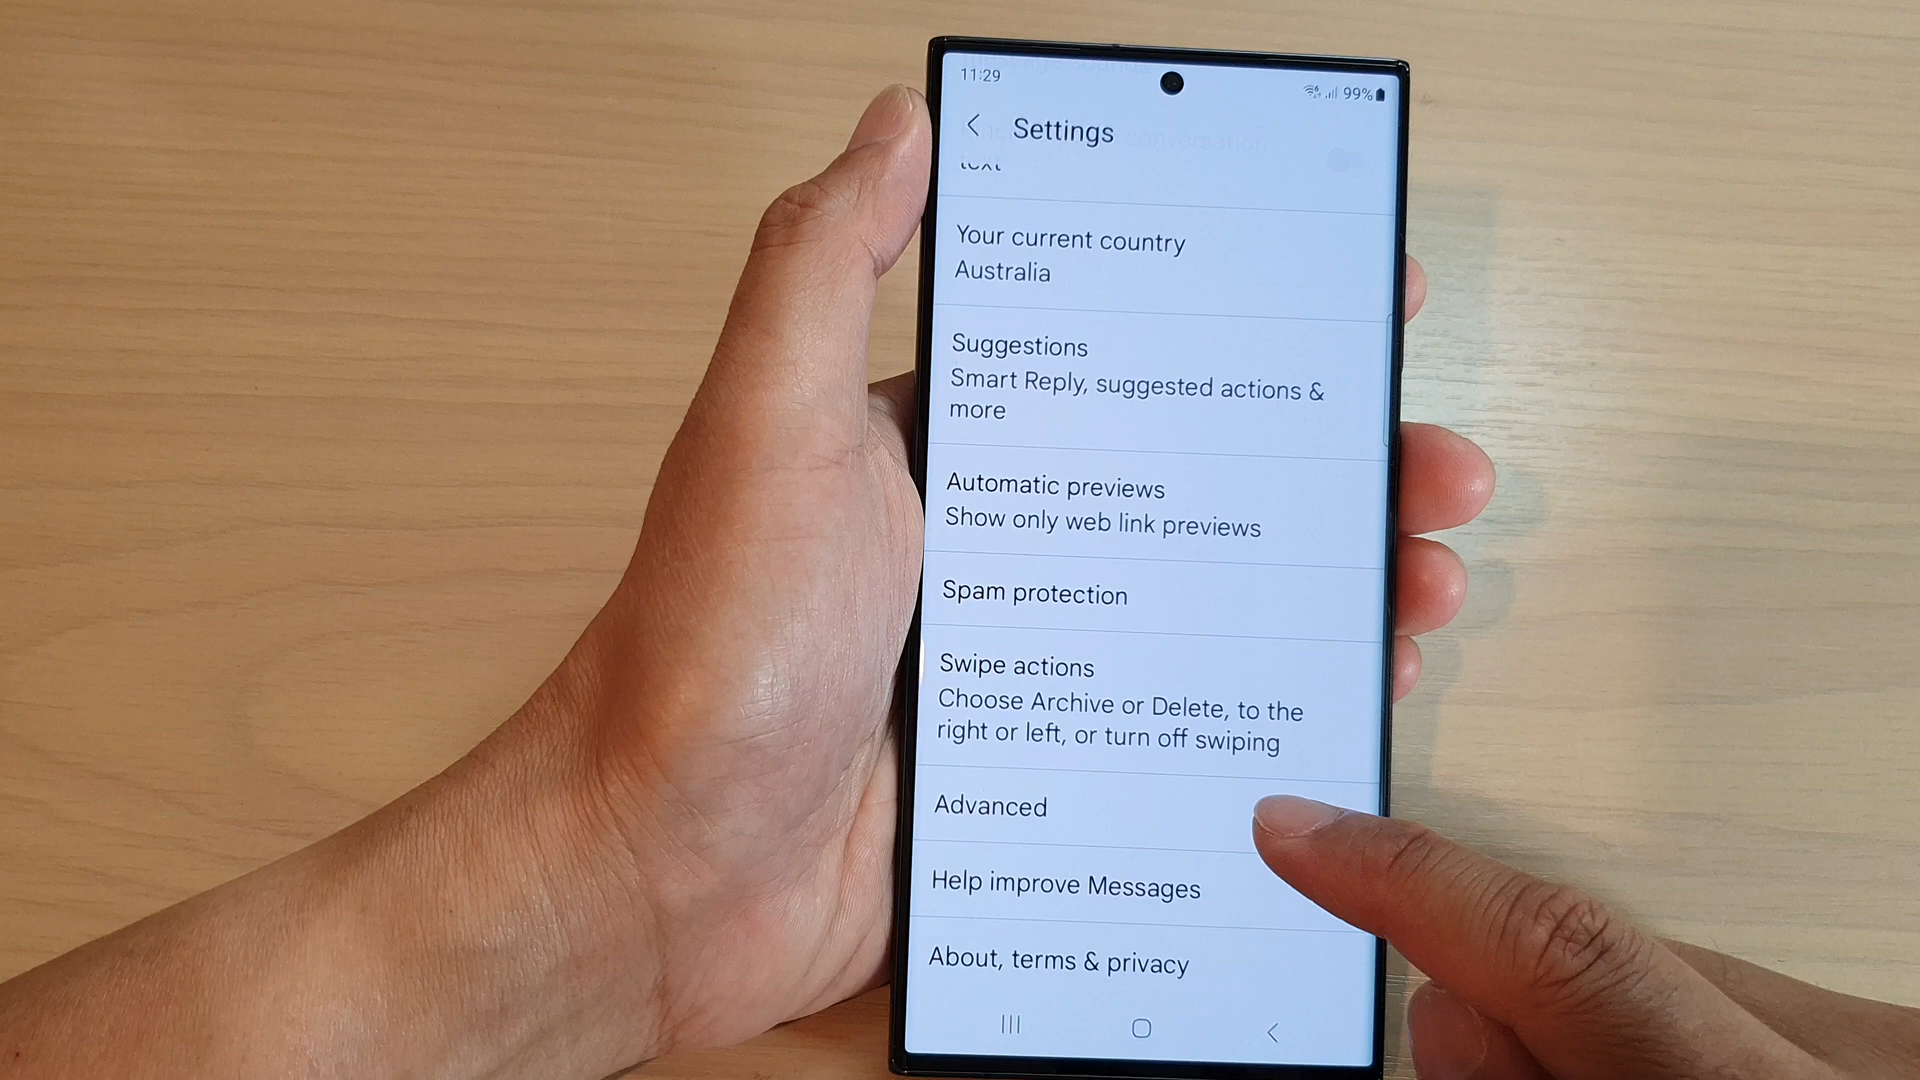 11:29
99%
Settings
conversation
Your current country
Australia
Suggestions
Smart Reply, suggested actions &
more
Automatic previews
Show only web link previews
Spam protection
Swipe actions
Choose Archive or Delete, to the
right or left, or turn off swiping
Advanced
Help improve Messages
About, terms & privacy